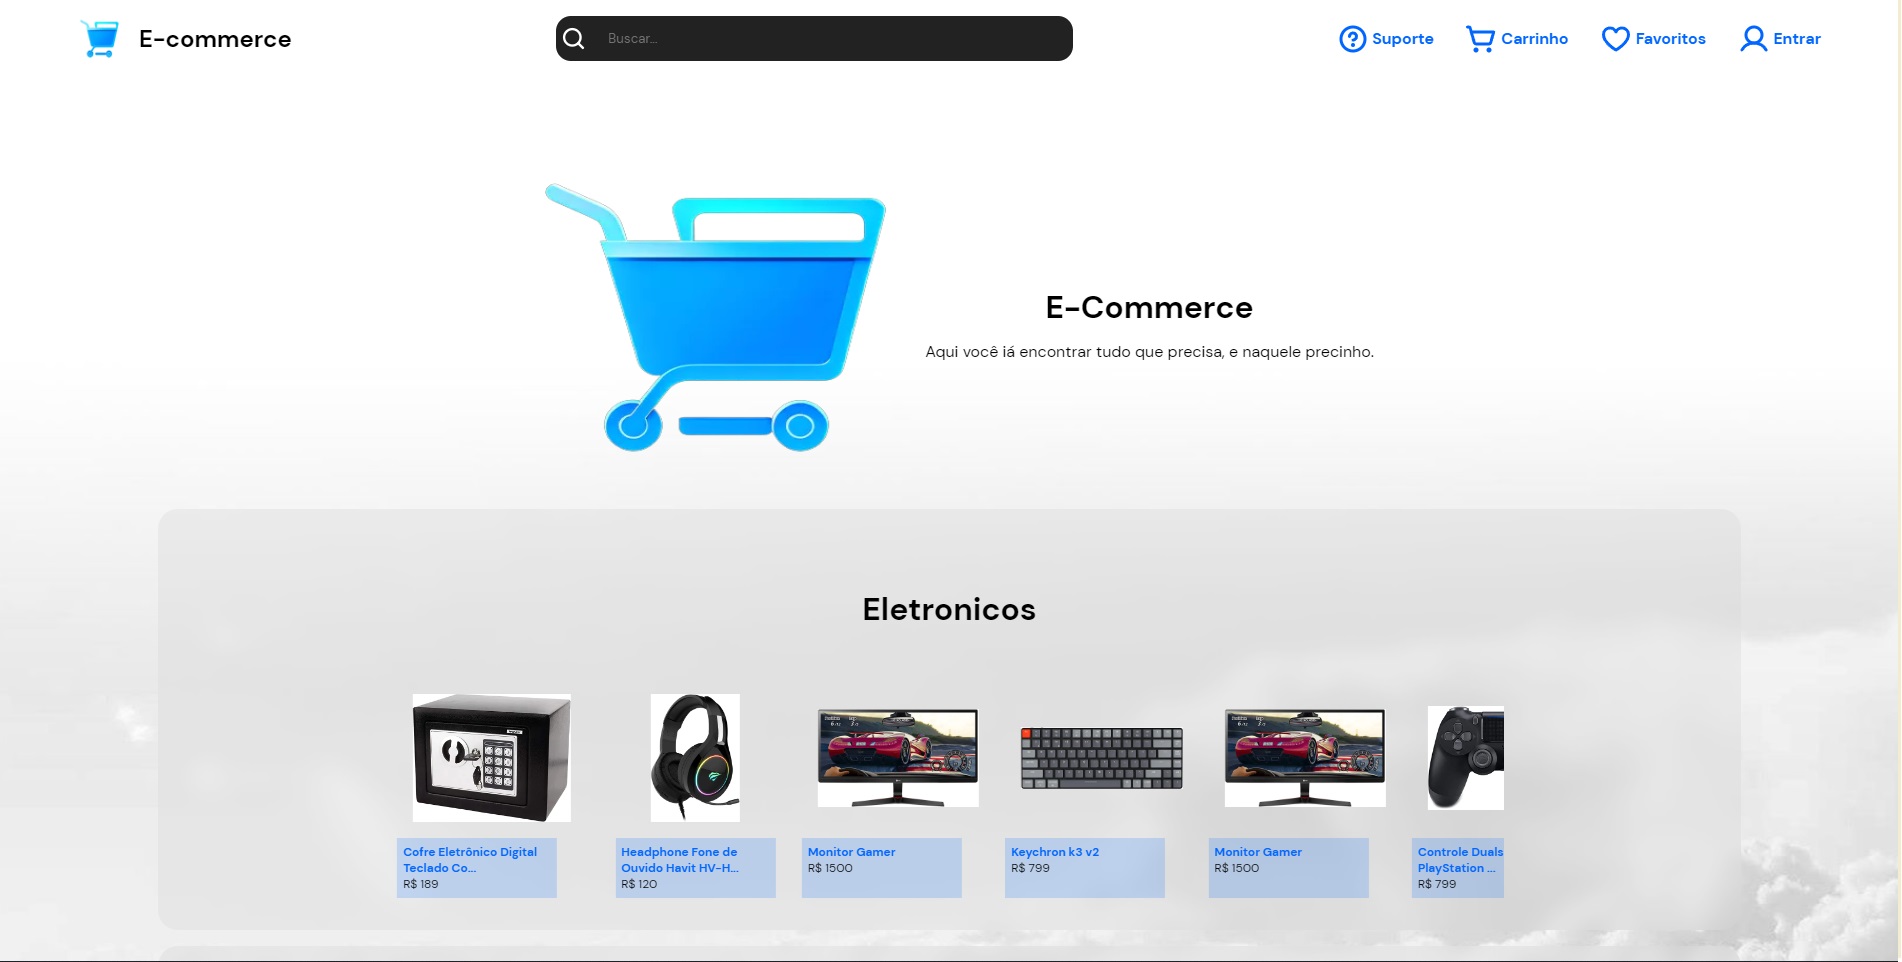 E-commerce
Buscar...
Suporte
Carrinho
Favoritos
Entrar
E-Commerce
Aqui você iá encontrar tudo que precisa, e naquele precinho.
Eletronicos
Cofre Eletrônico Digital
Teclado Co...
R$ 189
Headphone Fone de
Ouvido Havit HV-H...
R$ 120
Monitor Gamer
R$ 1500
Keychron k3 v2
R$ 799
Monitor Gamer
R$ 1500
Controle Duals
PlayStation ...
R$ 799